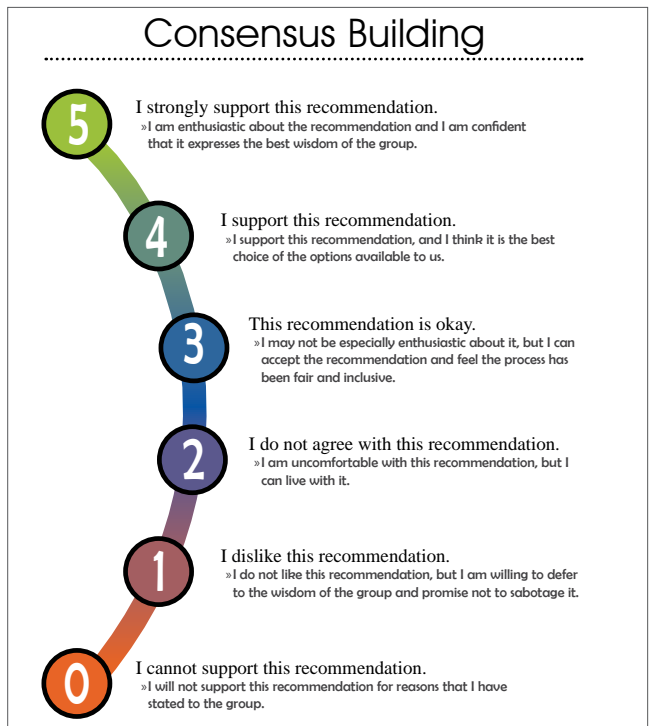 Consensus Building
5
I strongly support this recommendation.
»I am enthusiastic about the recommendation and I am confident
that it expresses the best wisdom of the group.
4
I support this recommendation.
»I support this recommendation, and I think it is the best
choice of the options available to us.
3
This recommendation is okay.
»I may not be especially enthusiastic about it, but I can
accept the recommendation and feel the process has
been fair and inclusive.
2
I do not agree with this recommendation.
»I am uncomfortable with this recommendation, but I
can live with it.
1
I dislike this recommendation.
»I do not like this recommendation, but I am willing to defer
to the wisdom of the group and promise not to sabotage it.
0
I cannot support this recommendation.
»I will not support this recommendation for reasons that I have
stated to the group.